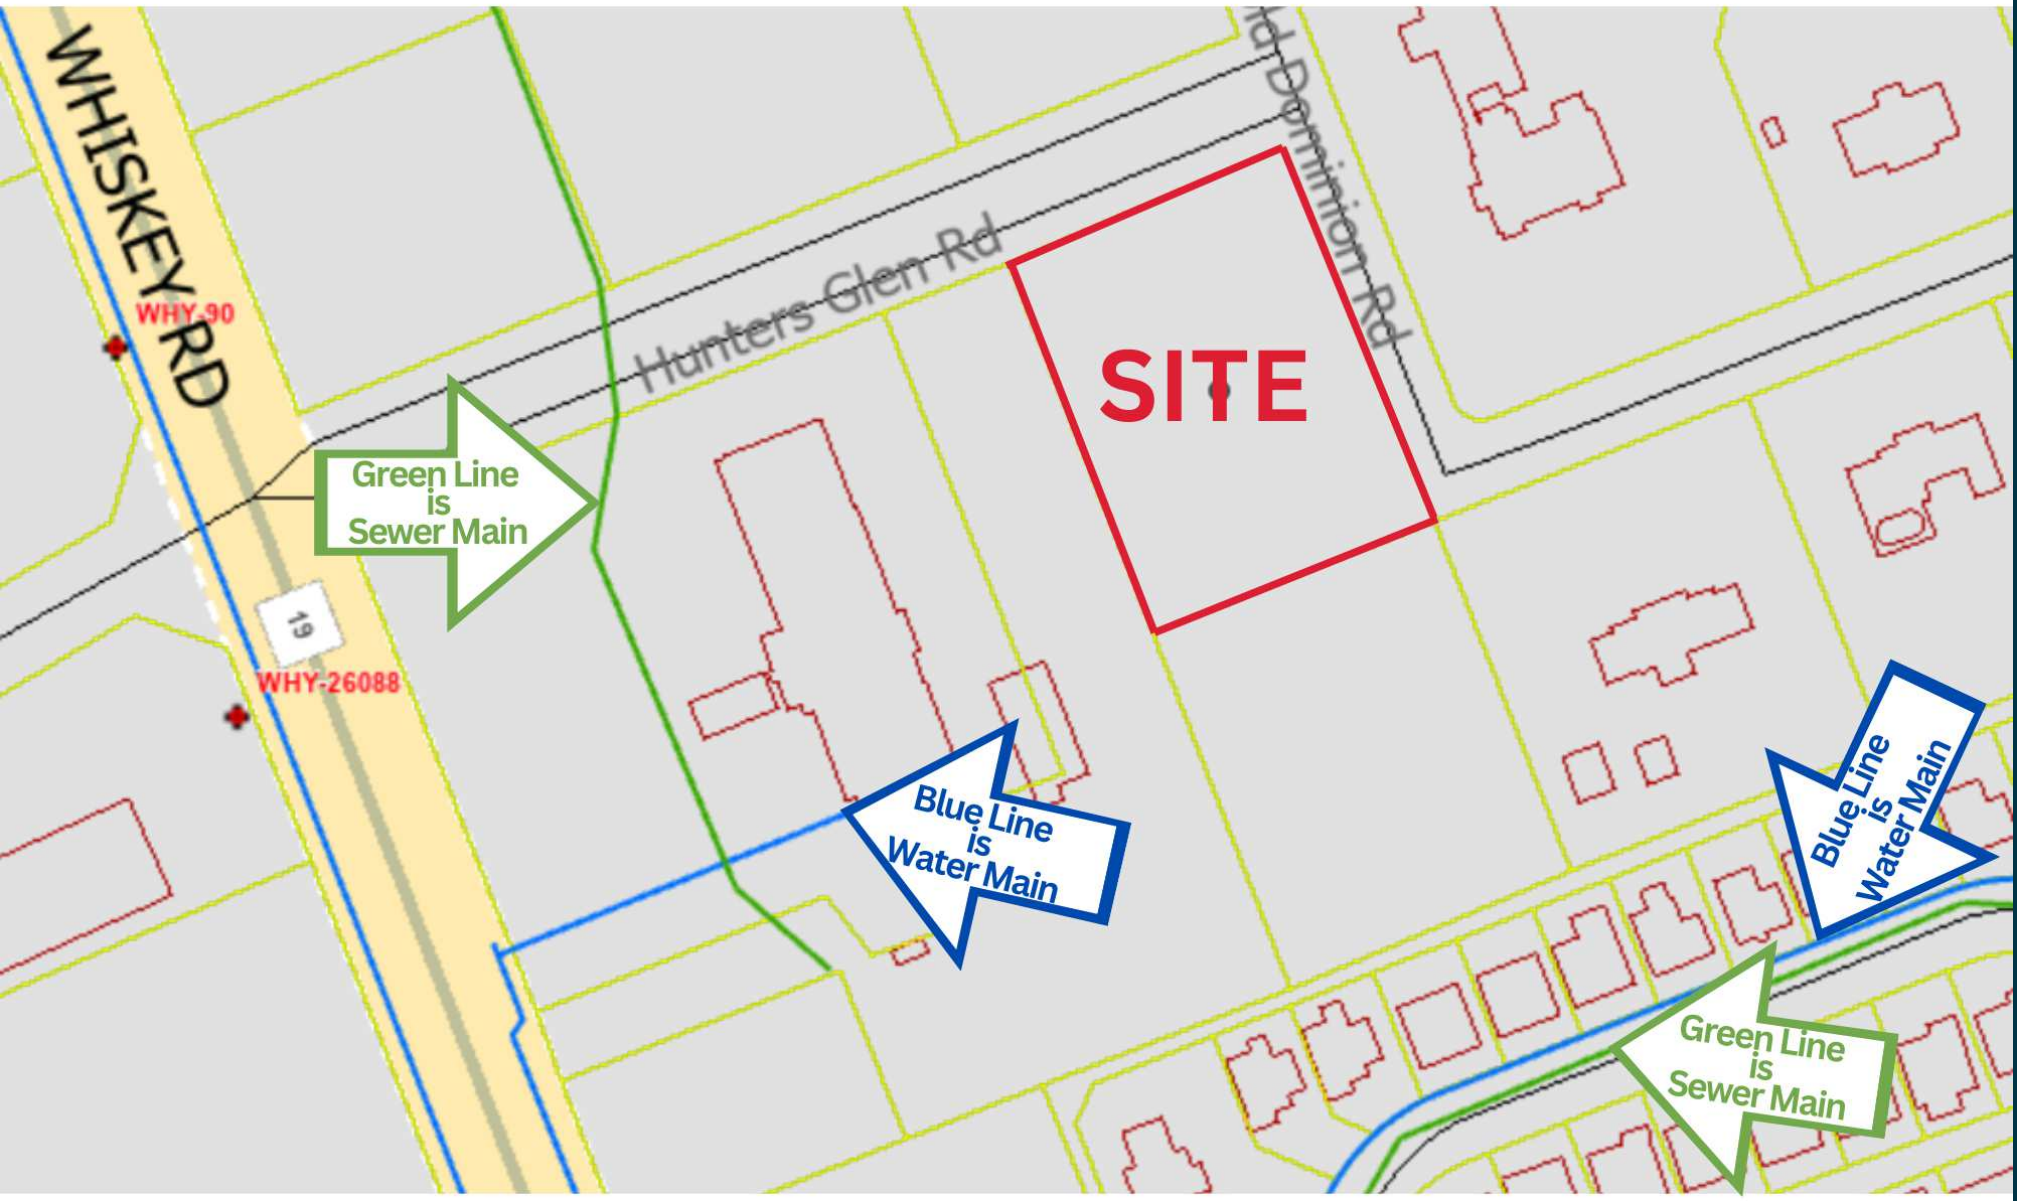 WHISKEY RD
Old Dominion Rd
Hunters Glen Rd
WHY-90
SITE
Green Line
is
Sewer Main
19
WHY-26088
Blue Line
is
Water Main
Blue Line
is
Water Main
Green Line
is
Sewer Main